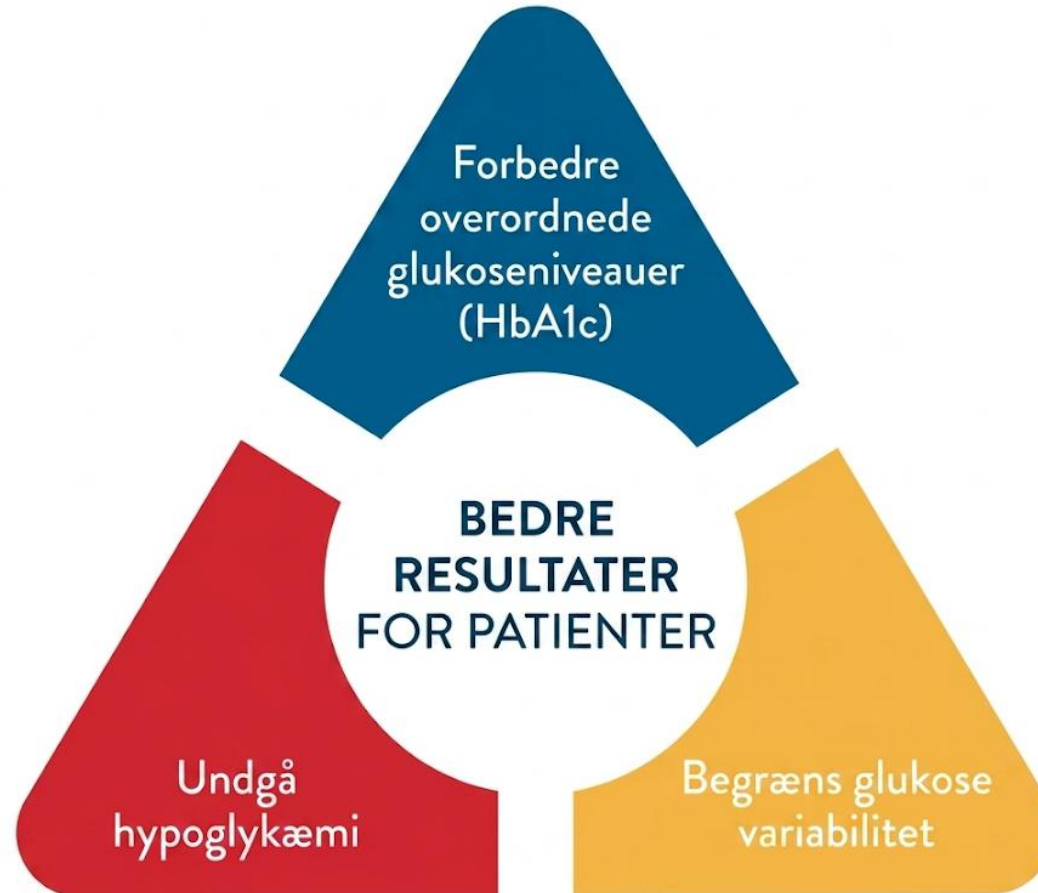 Forbedre
overordnede
glukoseniveauer
(HbA1c)
BEDRE
RESULTATER
FOR PATIENTER
Undgå
hypoglykæmi
Begræns glukose
variabilitet